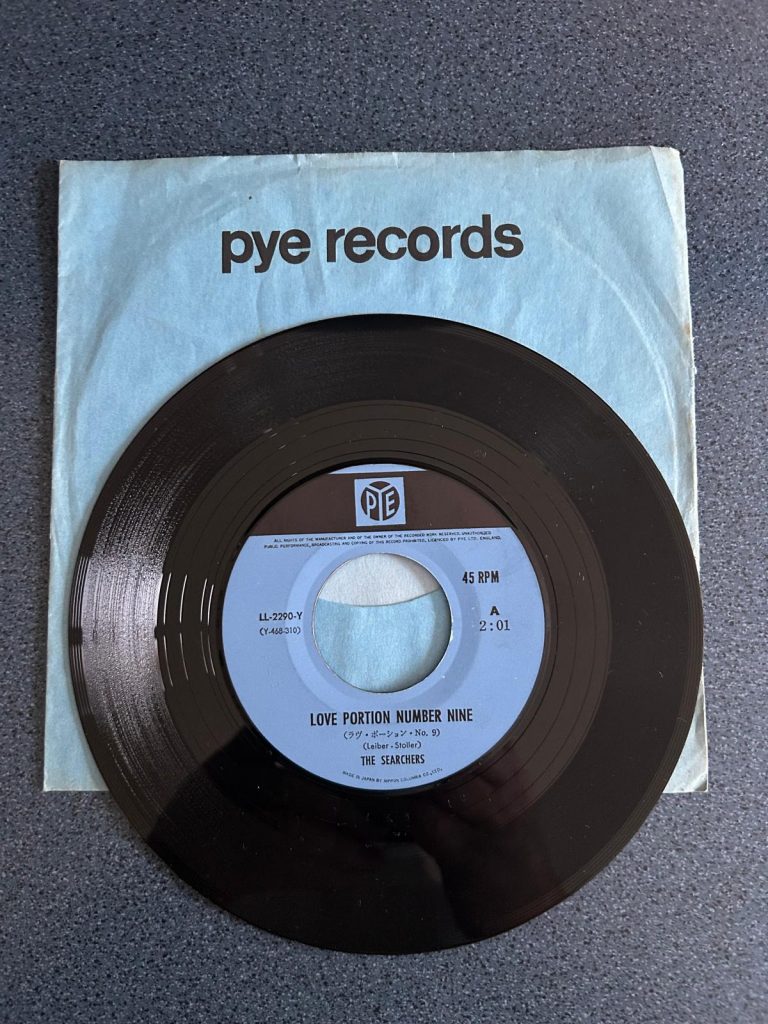 pye records
PYE
ALL RIGHTS OF THE MANUFACTURER AND OF THE OWNER OF THE RECORDED WORK RESERVED. UNAUTHORIZED
PUBLIC PERFORMANCE, BROADCASTING AND COPYING OF THIS RECORD PROHIBITED, LICENCED BY PYE LTD. ENGLAND.
45 RPM
LL-2290-Y
(Y-468-310)
A
2:01
LOVE PORTION NUMBER NINE
(ラヴ・ポーション・No. 9)
(Leiber - Stoller)
THE SEARCHERS
MADE IN JAPAN BY NIPPON COLUMBIA CO., LTD.